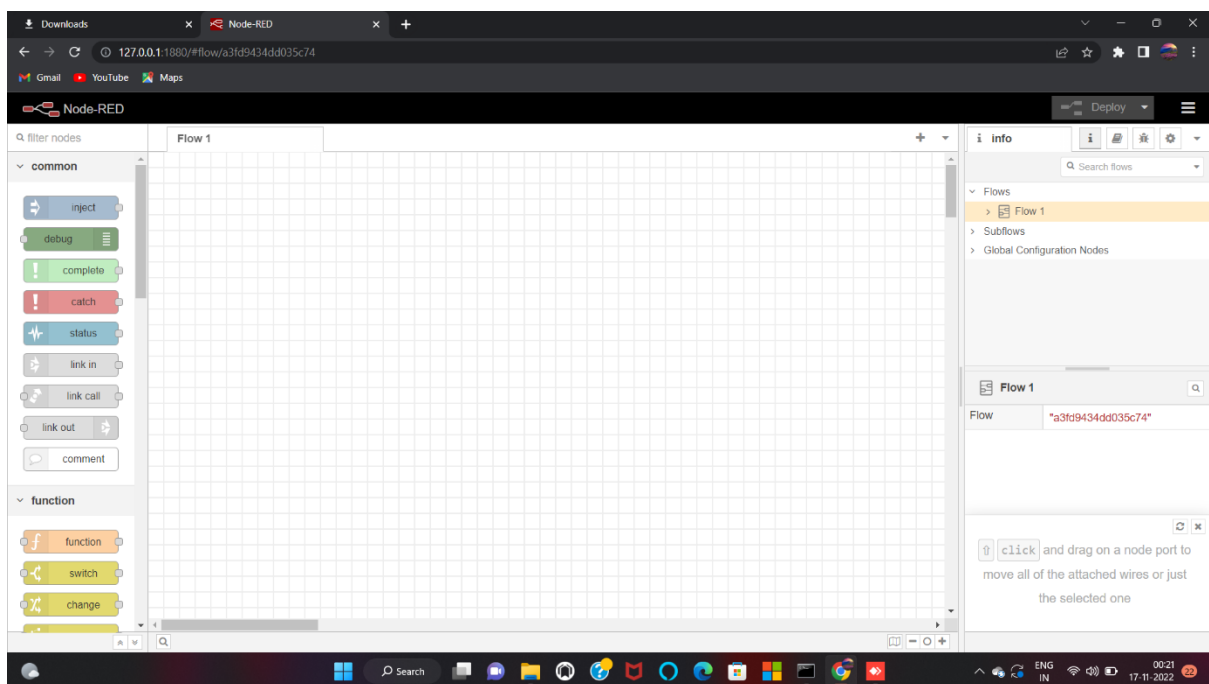 Downloads
Node-RED
127.0.0.1:1880/#flow/a3fd9434dd035c74
Gmail
YouTube
Maps
Node-RED
Deploy
filter nodes
Flow 1
i info
i
common
Search flows
inject
Flows
Flow 1
debug
Subflows
Global Configuration Nodes
complete
catch
status
link in
link call
Flow 1
link out
Flow "a3fd9434dd035c74"
comment
function
function
click and drag on a node port to
switch
move all of the attached wires or just
change
the selected one
Search
ENG
IN
00:21
17-11-2022
22